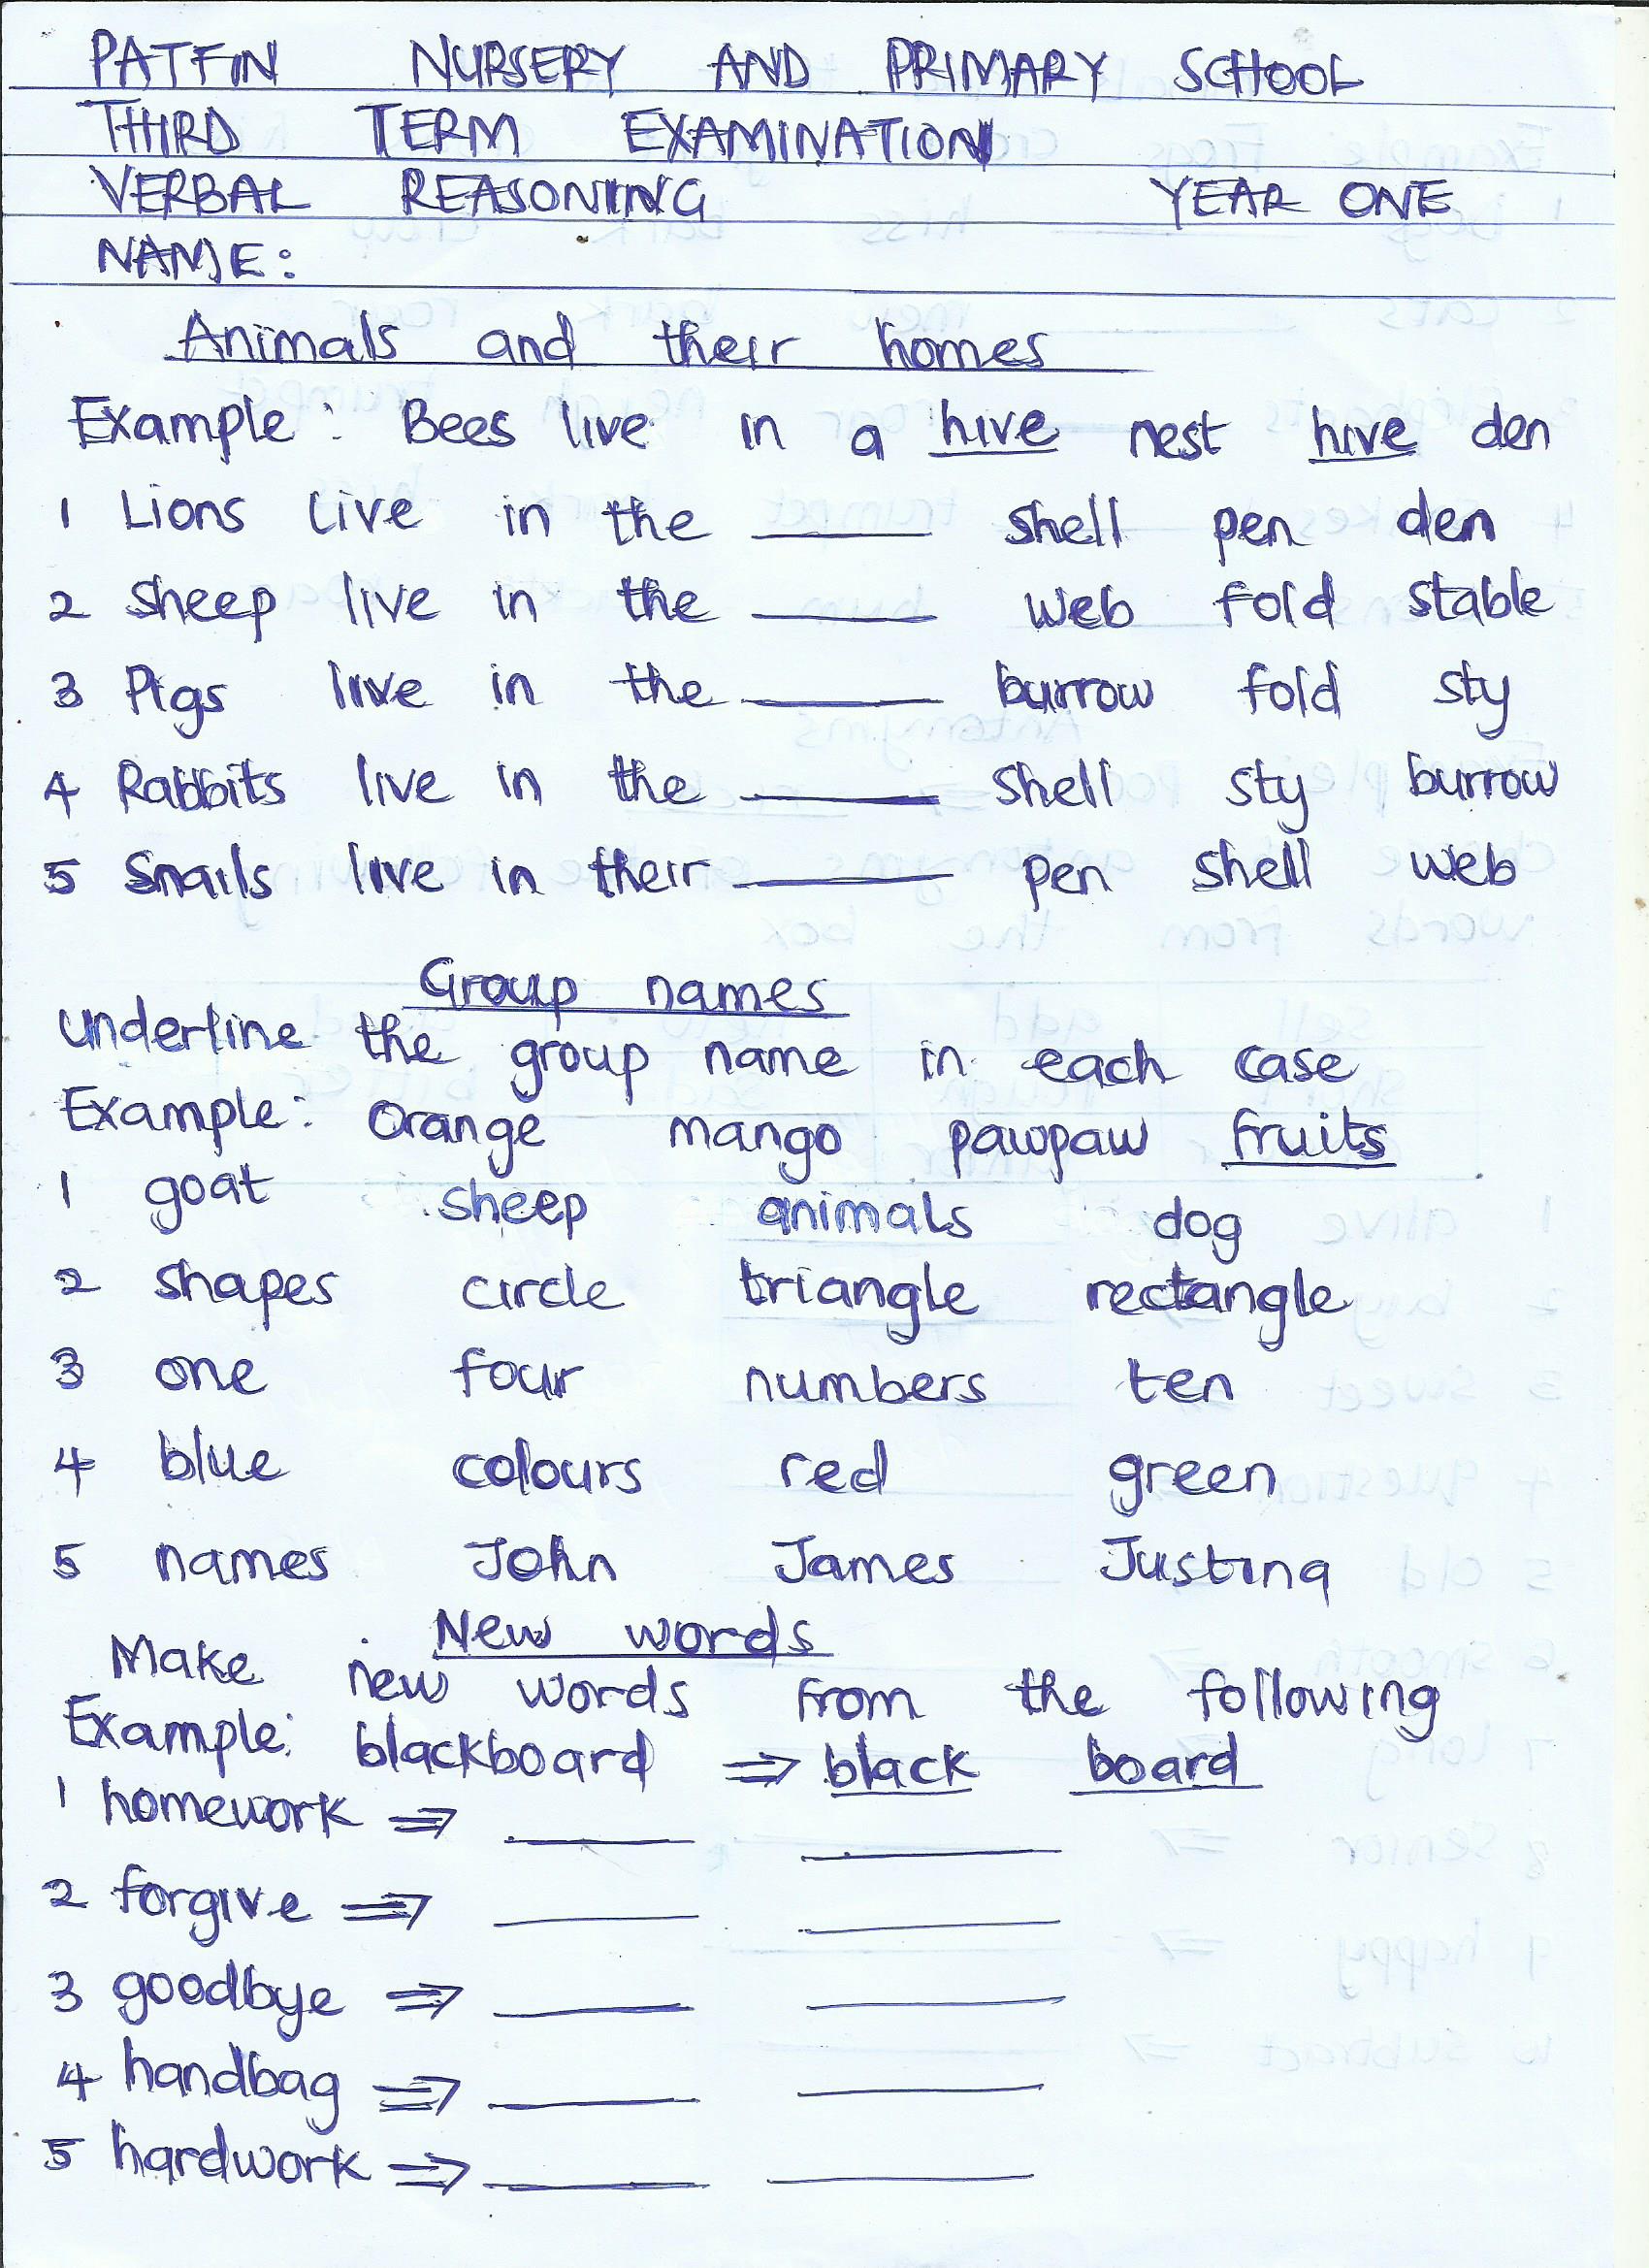 PATFIN NURSERY AND PRIMARY SCHOOL
THIRD TERM EXAMINATION
VERBAL REASONING YEAR ONE
NAME:
Animals and their homes
Example: Bees live in a hive nest hive den
1 Lions live in the ____ shell pen den
2 sheep live in the ____ web fold stable
3 Pigs live in the ____ burrow fold sty
4 Rabbits live in the ____ shell sty burrow
5 Snails live in their ____ pen shell web
Group names
underline the group name in each case
Example: orange mango pawpaw fruits
1 goat sheep animals dog
2 shapes circle triangle rectangle
3 one four numbers ten
4 blue colours red green
5 names John James Justina
New words
Make new words from the following
Example: blackboard ⇒ black board
1 homework ⇒ ____ ____
2 forgive ⇒ ____ ____
3 goodbye ⇒ ____ ____
4 handbag ⇒ ____ ____
5 hardwork ⇒ ____ ____